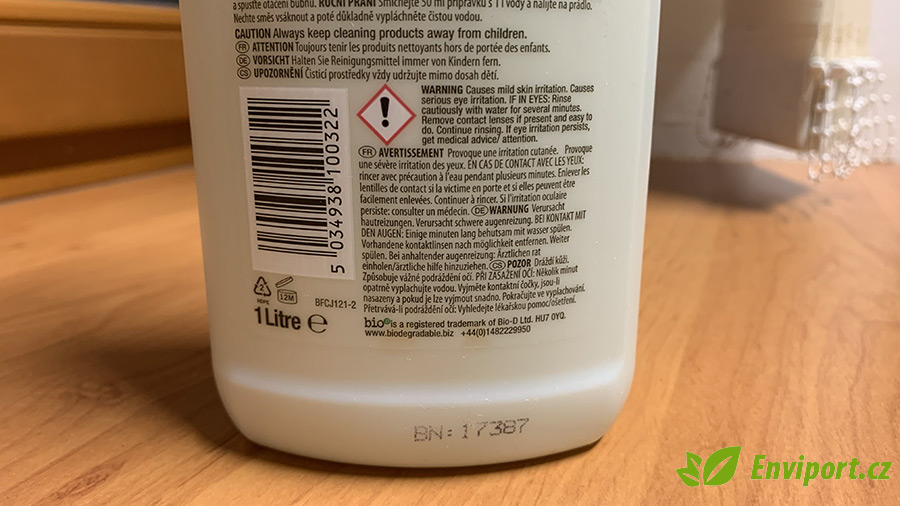 a spusťte otáčení bubnu. RUČNÍ PRANÍ Smíchejte 50 ml přípravku s 1 l vody a nalijte na prádlo.
Nechte směs vsáknout a poté důkladně vypláchněte čistou vodou.
CAUTION Always keep cleaning products away from children.
FR ATTENTION Toujours tenir les produits nettoyants hors de portée des enfants.
DE VORSICHT Halten Sie Reinigungsmittel immer von Kindern fern.
CS UPOZORNĚNÍ Čisticí prostředky vždy udržujte mimo dosah dětí.
WARNING Causes mild skin irritation. Causes
serious eye irritation. IF IN EYES: Rinse
cautiously with water for several minutes.
Remove contact lenses if present and easy to
do. Continue rinsing. If eye irritation persists,
get medical advice/ attention.
FR AVERTISSEMENT Provoque une irritation cutanée. Provoque
une sévère irritation des yeux. EN CAS DE CONTACT AVEC LES YEUX:
rincer avec précaution à l'eau pendant plusieurs minutes. Enlever les
lentilles de contact si la victime en porte et si elles peuvent être
facilement enlevées. Continuer à rincer. Si l'irritation oculaire
persiste: consulter un médecin. DE WARNUNG Verursacht
hautreizungen. Verursacht schwere augenreizung. BEI KONTAKT MIT
DEN AUGEN: Einige minuten lang behutsam mit wasser spülen.
Vorhandene kontaktlinsen nach möglichkeit entfernen. Weiter
spülen. Bei anhaltender augenreizung: Ärztlichen rat
einholen/ärztliche hilfe hinzuziehen. CS POZOR Dráždí kůži.
Způsobuje vážné podráždění očí. PŘI ZASAŽENÍ OČÍ: Několik minut
opatrně vyplachujte vodou. Vyjměte kontaktní čočky, jsou-li
nasazeny a pokud je lze vyjmout snadno. Pokračujte ve vyplachování.
Přetrvává-li podráždění očí: Vyhledejte lékařskou pomoc/ošetření.
5 034938 100322
2
HDPE
12M
BFCJ121-2
1 Litre ℮
bio D is a registered trademark of Bio-D Ltd. HU7 0YQ.
www.biodegradable.biz +44(0)1482229950
BN: 17387
Enviport.cz